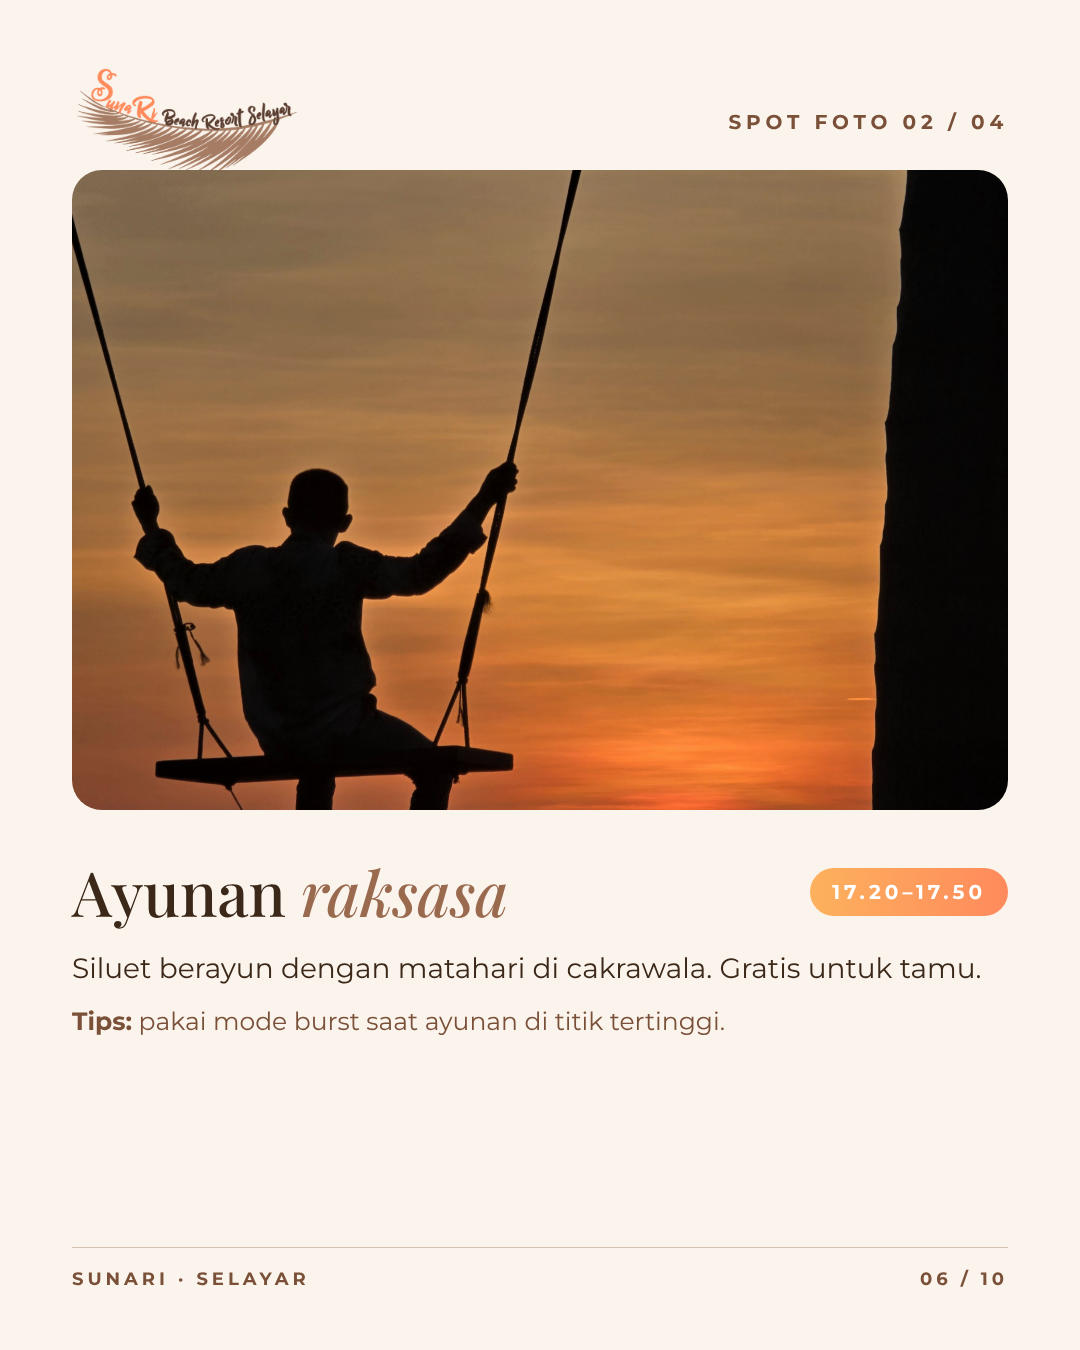 SunaRi Beach Resort Selayar
SPOT FOTO 02 / 04
Ayunan raksasa
17.20–17.50
Siluet berayun dengan matahari di cakrawala. Gratis untuk tamu.
Tips: pakai mode burst saat ayunan di titik tertinggi.
SUNARI · SELAYAR
06 / 10